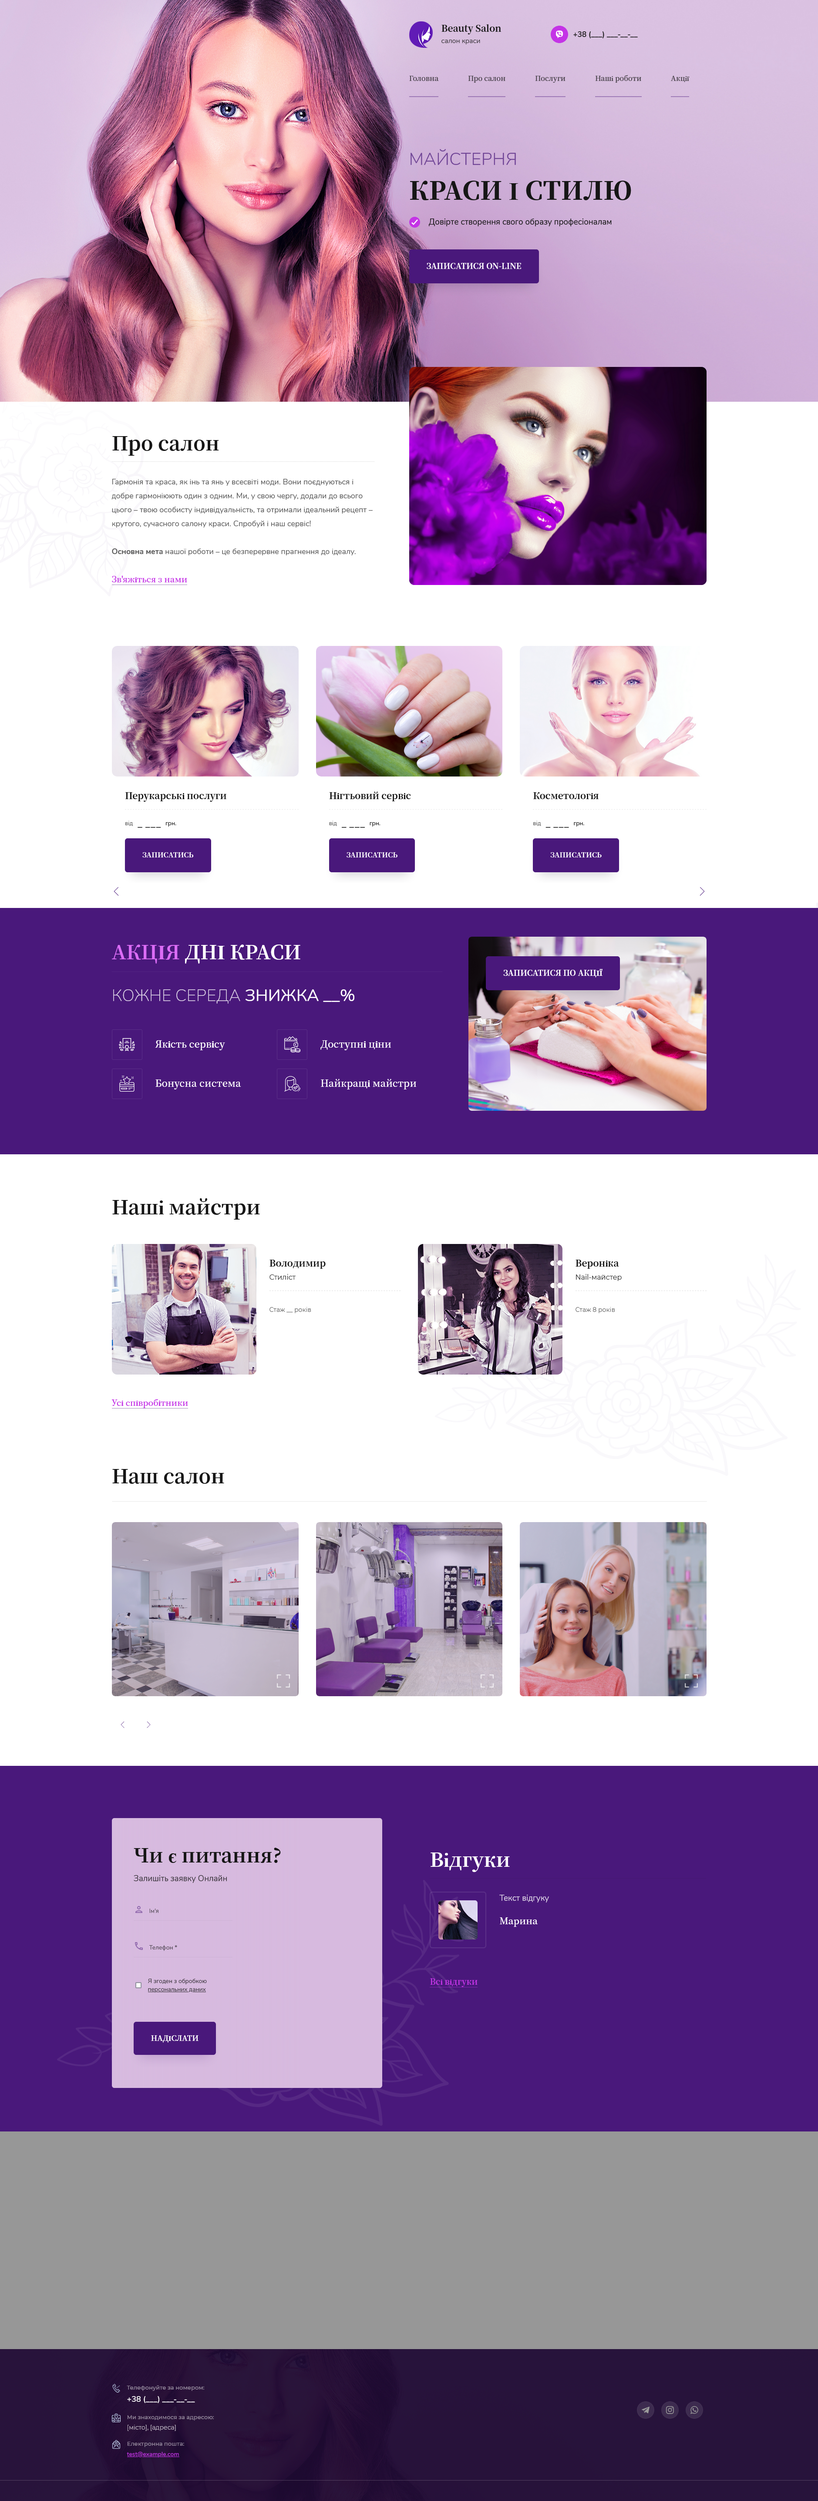 Beauty Salon
салон краси
+38 (___) ___-__-__
Головна Про салон Послуги Наші роботи Акції
МАЙСТЕРНЯ
КРАСИ І СТИЛЮ
Довірте створення свого образу професіоналам
ЗАПИСАТИСЯ ON-LINE
Про салон
Гармонія та краса, як інь та янь у всесвіті моди. Вони поєднуються і
добре гармоніюють один з одним. Ми, у свою чергу, додали до всього
цього – твою особисту індивідуальність, та отримали ідеальний рецепт –
крутого, сучасного салону краси. Спробуй і наш сервіс!
Основна мета нашої роботи – це безперервне прагнення до ідеалу.
Зв'яжіться з нами
Перукарські послуги
від _ ___ грн.
ЗАПИСАТИСЬ
Нігтьовий сервіс
від _ ___ грн.
ЗАПИСАТИСЬ
Косметологія
від _ ___ грн.
ЗАПИСАТИСЬ
АКЦІЯ ДНІ КРАСИ
КОЖНЕ СЕРЕДА ЗНИЖКА __%
Якість сервісу
Доступні ціни
Бонусна система
Найкращі майстри
ЗАПИСАТИСЯ ПО АКЦІЇ
Наші майстри
Володимир
Стиліст
Стаж __ років
Вероніка
Nail-майстер
Стаж 8 років
Усі співробітники
Наш салон
Чи є питання?
Залишіть заявку Онлайн
Ім'я
Телефон *
Я згоден з обробкою
персональних даних
НАДІСЛАТИ
Відгуки
Текст відгуку
Марина
Всі відгуки
Телефонуйте за номером:
+38 (___) ___-__-__
Ми знаходимося за адресою:
[місто], [адреса]
Електронна пошта:
test@example.com